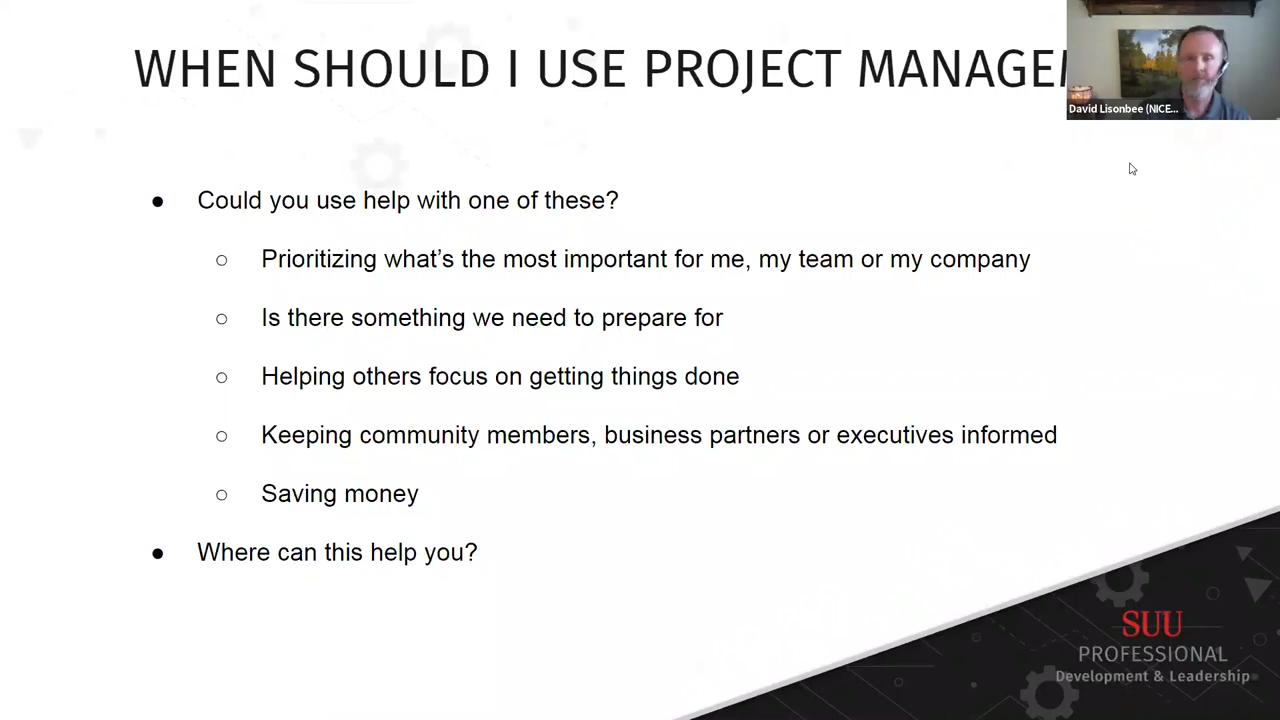 WHEN SHOULD I USE PROJECT
David Lisonbee (NICE...
● Could you use help with one of these?
○ Prioritizing what's the most important for me, my team or my company
○ Is there something we need to prepare for
○ Helping others focus on getting things done
○ Keeping community members, business partners or executives informed
○ Saving money
● Where can this help you?
SUU
PROFESSIONAL
Development & Leadership